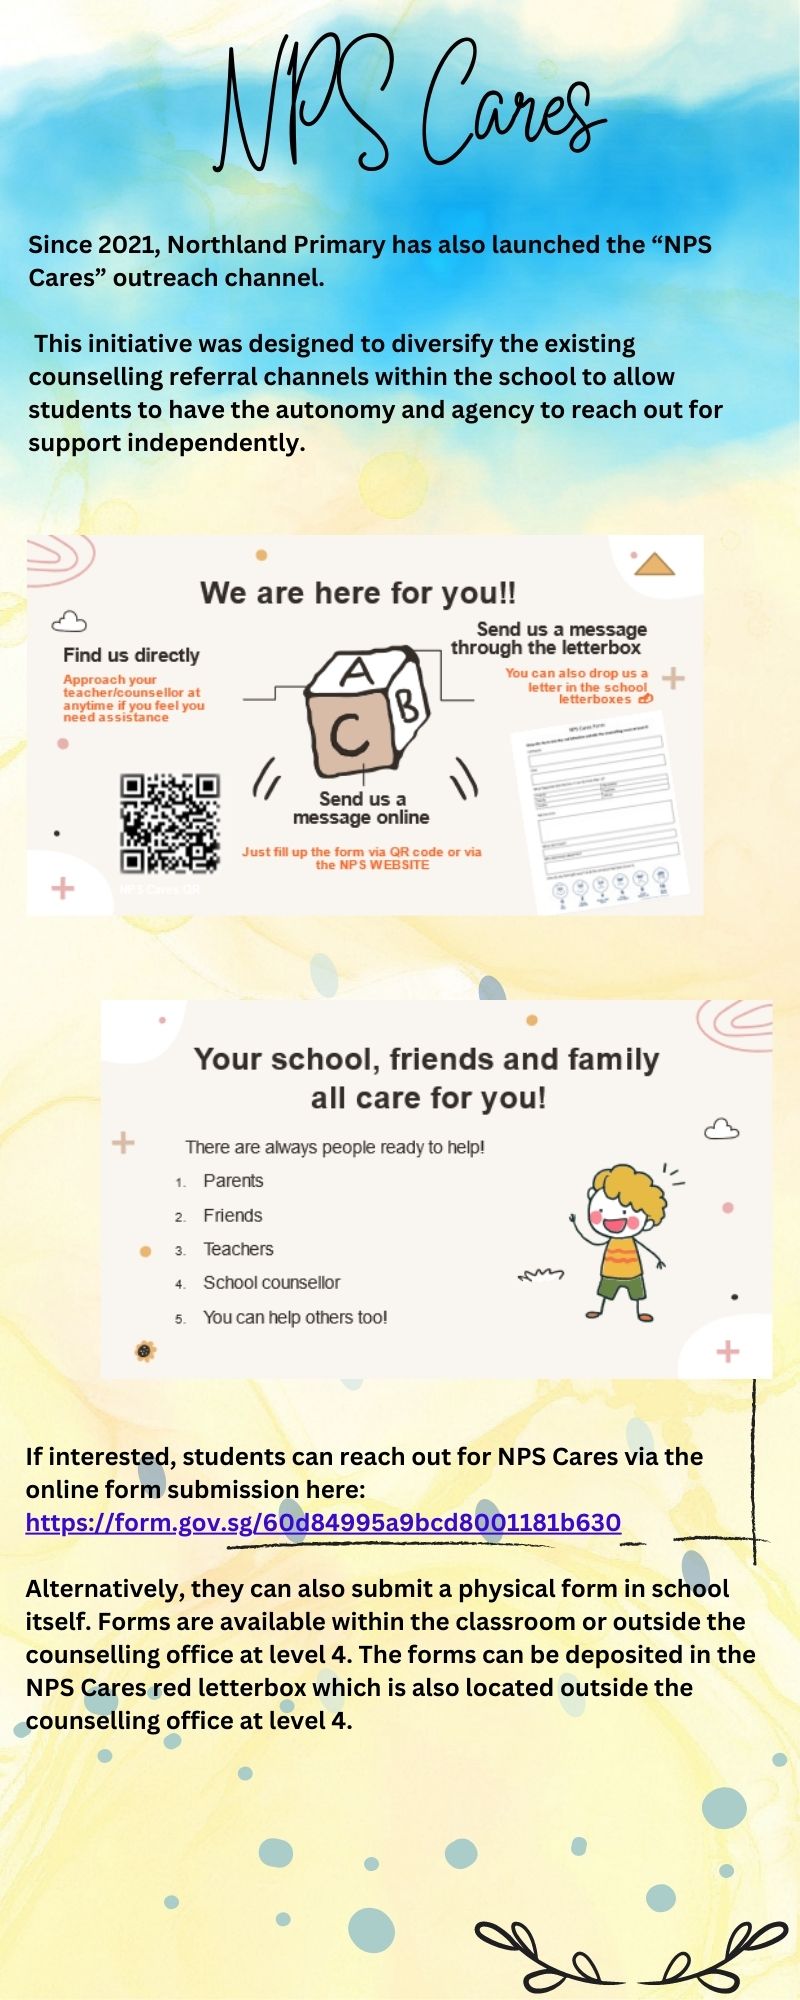 NPS Cares
Since 2021, Northland Primary has also launched the “NPS
Cares” outreach channel.
This initiative was designed to diversify the existing
counselling referral channels within the school to allow
students to have the autonomy and agency to reach out for
support independently.
We are here for you!!
Find us directly
Approach your
teacher/counsellor at
anytime if you feel you
need assistance
A
B
C
Send us a message
through the letterbox
You can also drop us a
letter in the school
letterboxes
NPS Cares Form
Send us a
message online
Just fill up the form via QR code or via
the NPS WEBSITE
NPS Cares QR
Your school, friends and family
all care for you!
There are always people ready to help!
1. Parents
2. Friends
3. Teachers
4. School counsellor
5. You can help others too!
If interested, students can reach out for NPS Cares via the
online form submission here:
https://form.gov.sg/60d84995a9bcd8001181b630
Alternatively, they can also submit a physical form in school
itself. Forms are available within the classroom or outside the
counselling office at level 4. The forms can be deposited in the
NPS Cares red letterbox which is also located outside the
counselling office at level 4.